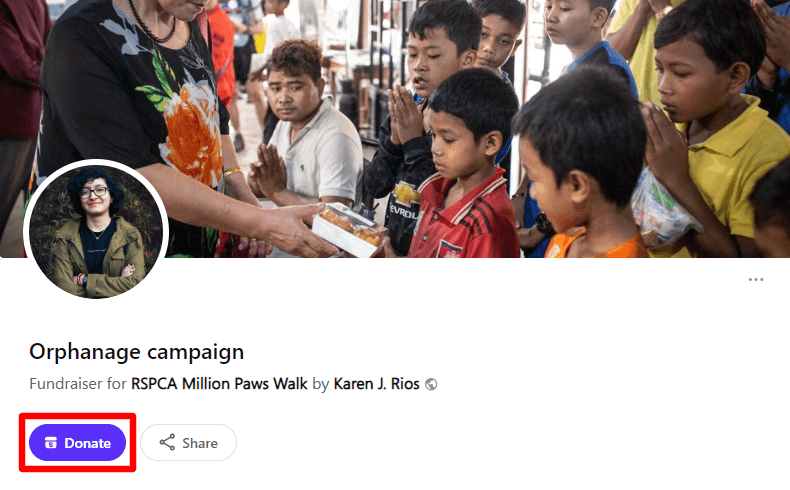 EVROL
Orphanage campaign
Fundraiser for RSPCA Million Paws Walk by Karen J. Rios
Donate
Share